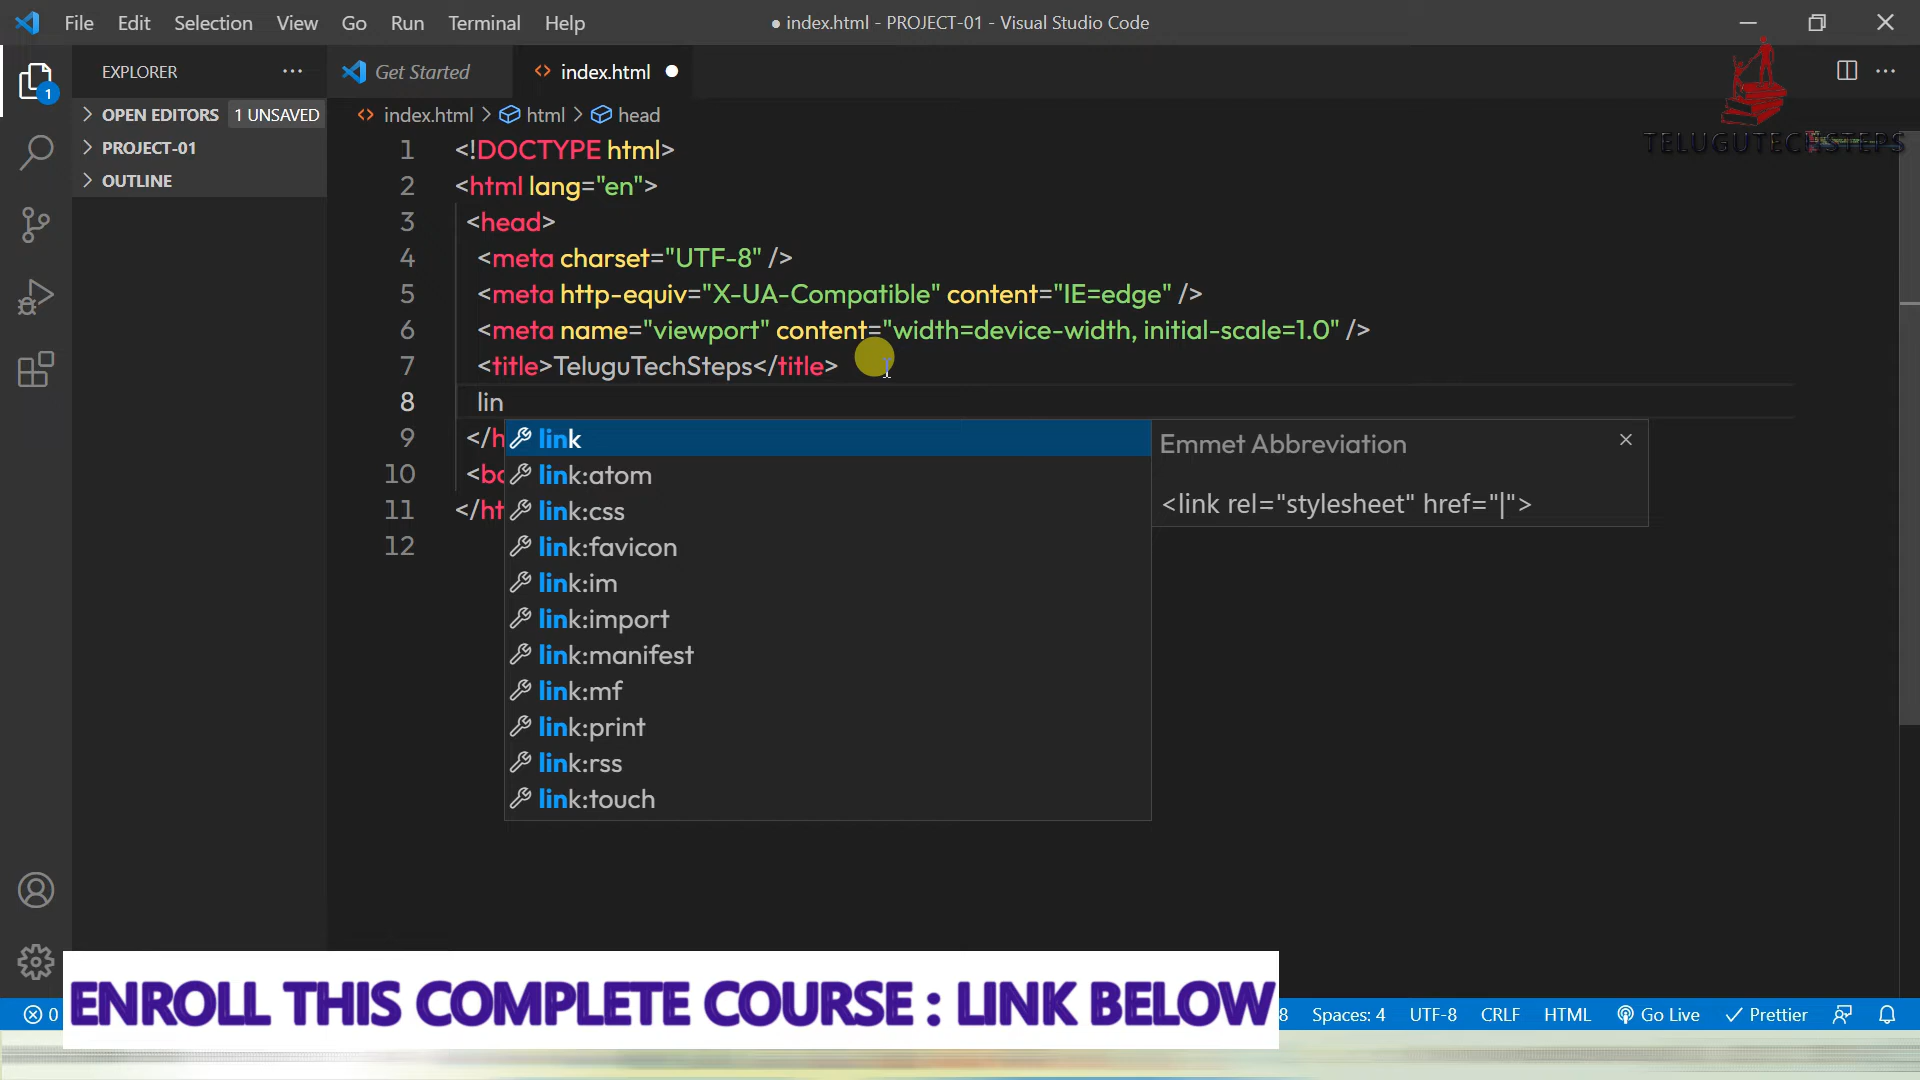 File Edit Selection View Go Run Terminal Help
● index.html - PROJECT-01 - Visual Studio Code
EXPLORER
Get Started
index.html
1
OPEN EDITORS
1 UNSAVED
index.html > html > head
PROJECT-01
OUTLINE
TELUGUTECHSTEPS
1 <!DOCTYPE html>
2 <html lang="en">
3 <head>
4 <meta charset="UTF-8" />
5 <meta http-equiv="X-UA-Compatible" content="IE=edge" />
6 <meta name="viewport" content="width=device-width, initial-scale=1.0" />
7 <title>TeluguTechSteps</title>
8 lin
9 </h
10 <bo
11 </ht
12
link
link:atom
link:css
link:favicon
link:im
link:import
link:manifest
link:mf
link:print
link:rss
link:touch
Emmet Abbreviation
<link rel="stylesheet" href="|">
ENROLL THIS COMPLETE COURSE : LINK BELOW
0
8 Spaces: 4 UTF-8 CRLF HTML Go Live Prettier